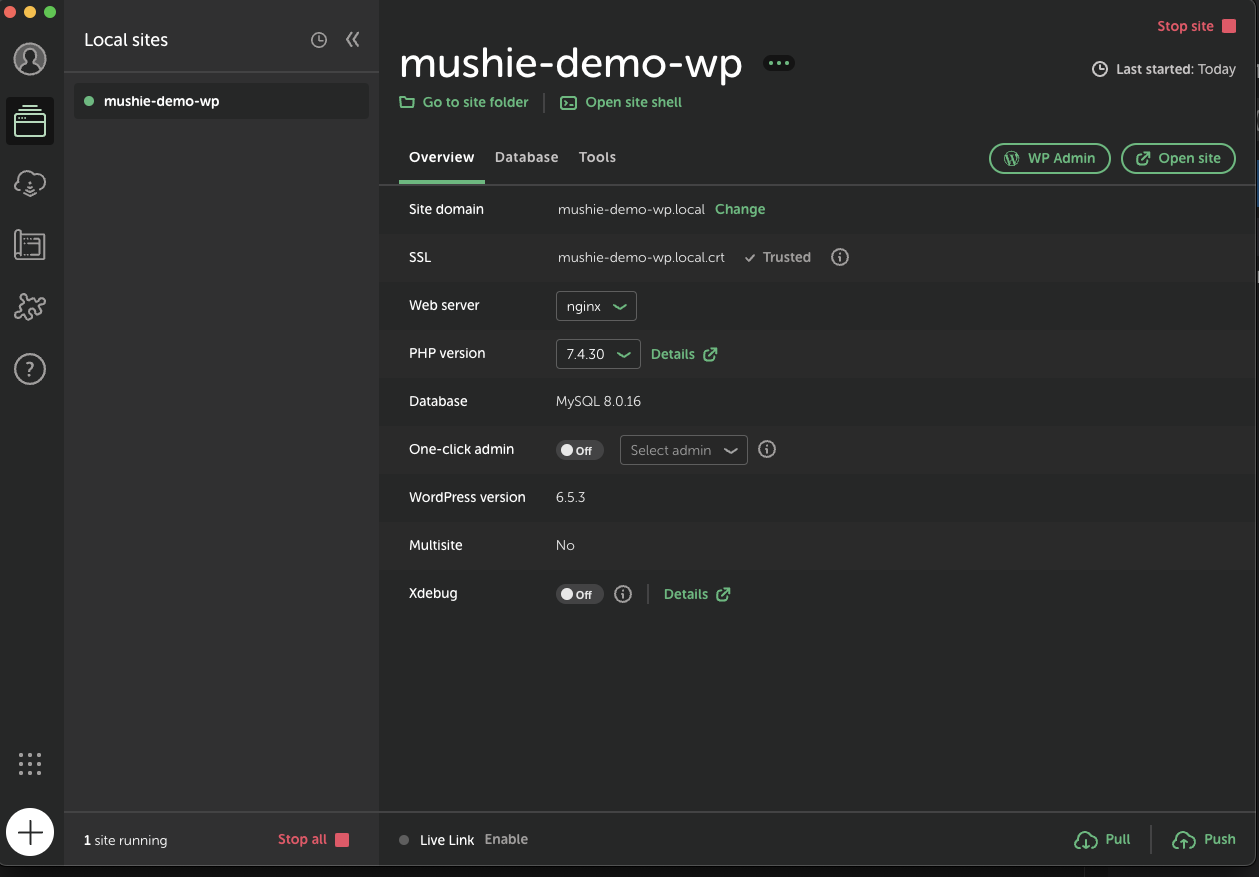 Local sites
mushie-demo-wp
1 site running
Stop all
Stop site
mushie-demo-wp
Last started: Today
Go to site folder
Open site shell
Overview Database Tools
WP Admin
Open site
Site domain mushie-demo-wp.local Change
SSL mushie-demo-wp.local.crt Trusted
Web server nginx
PHP version 7.4.30 Details
Database MySQL 8.0.16
One-click admin Off Select admin
WordPress version 6.5.3
Multisite No
Xdebug Off Details
Live Link Enable
Pull
Push